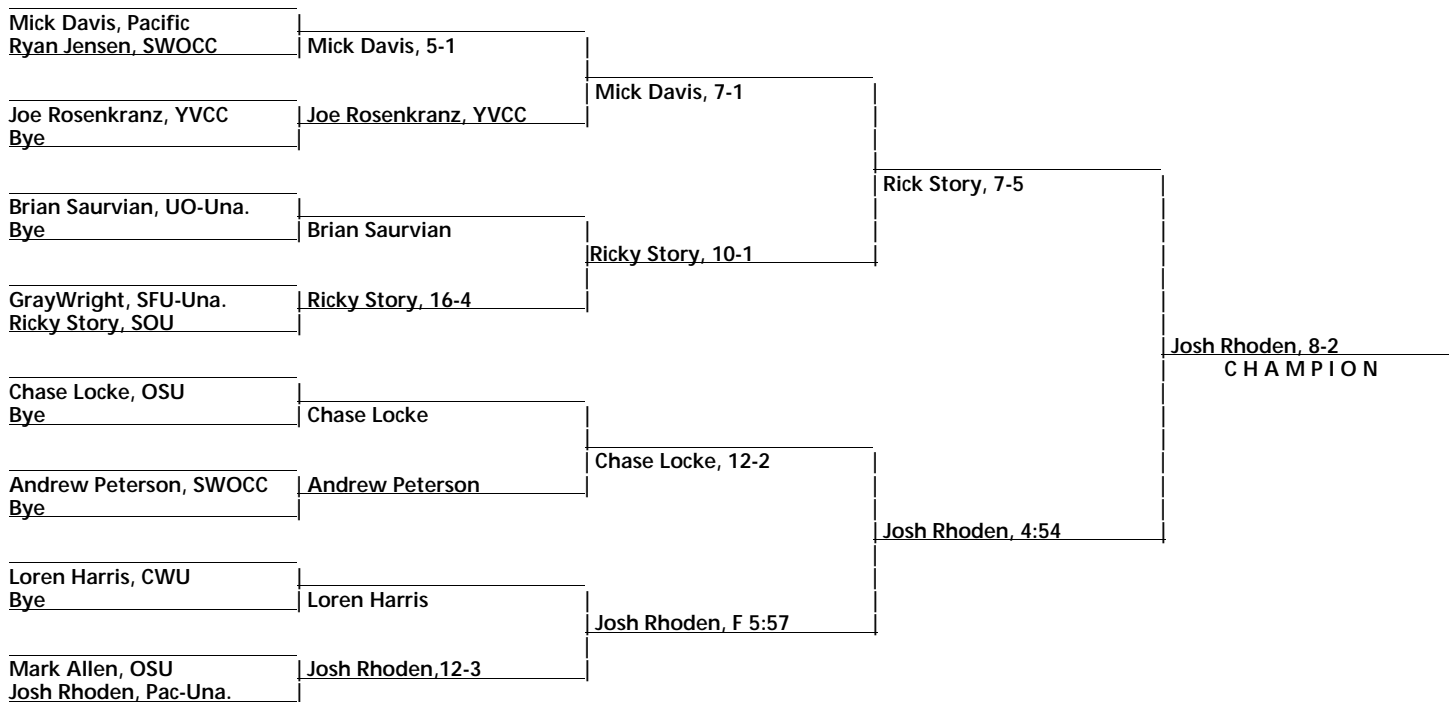 Mick Davis, Pacific
Ryan Jensen, SWOCC
Mick Davis, 5-1
Mick Davis, 7-1
Joe Rosenkranz, YVCC
Bye
Joe Rosenkranz, YVCC
Rick Story, 7-5
Brian Saurvian, UO-Una.
Bye
Brian Saurvian
Ricky Story, 10-1
GrayWright, SFU-Una.
Ricky Story, SOU
Ricky Story, 16-4
Josh Rhoden, 8-2
C H A M P I O N
Chase Locke, OSU
Bye
Chase Locke
Chase Locke, 12-2
Andrew Peterson, SWOCC
Bye
Andrew Peterson
Josh Rhoden, 4:54
Loren Harris, CWU
Bye
Loren Harris
Josh Rhoden, F 5:57
Mark Allen, OSU
Josh Rhoden, Pac-Una.
Josh Rhoden,12-3